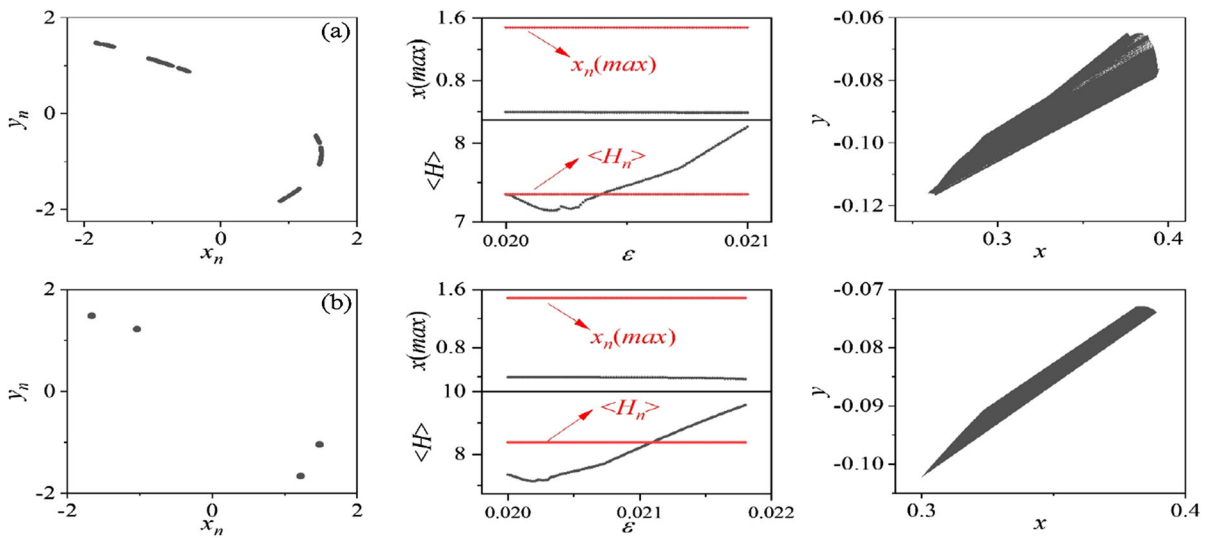 (a)
2
0
-2
y_n
-2
0
2
x_n
1.6
0.8
x(max)
x_n(max)
8
7
<H>
<H_n>
0.020
0.021
ε
-0.06
-0.08
-0.10
-0.12
y
0.3
0.4
x
(b)
2
0
-2
y_n
-2
0
2
x_n
1.6
0.8
x(max)
x_n(max)
10
8
<H>
<H_n>
0.020
0.021
0.022
ε
-0.07
-0.08
-0.09
-0.10
y
0.3
0.4
x